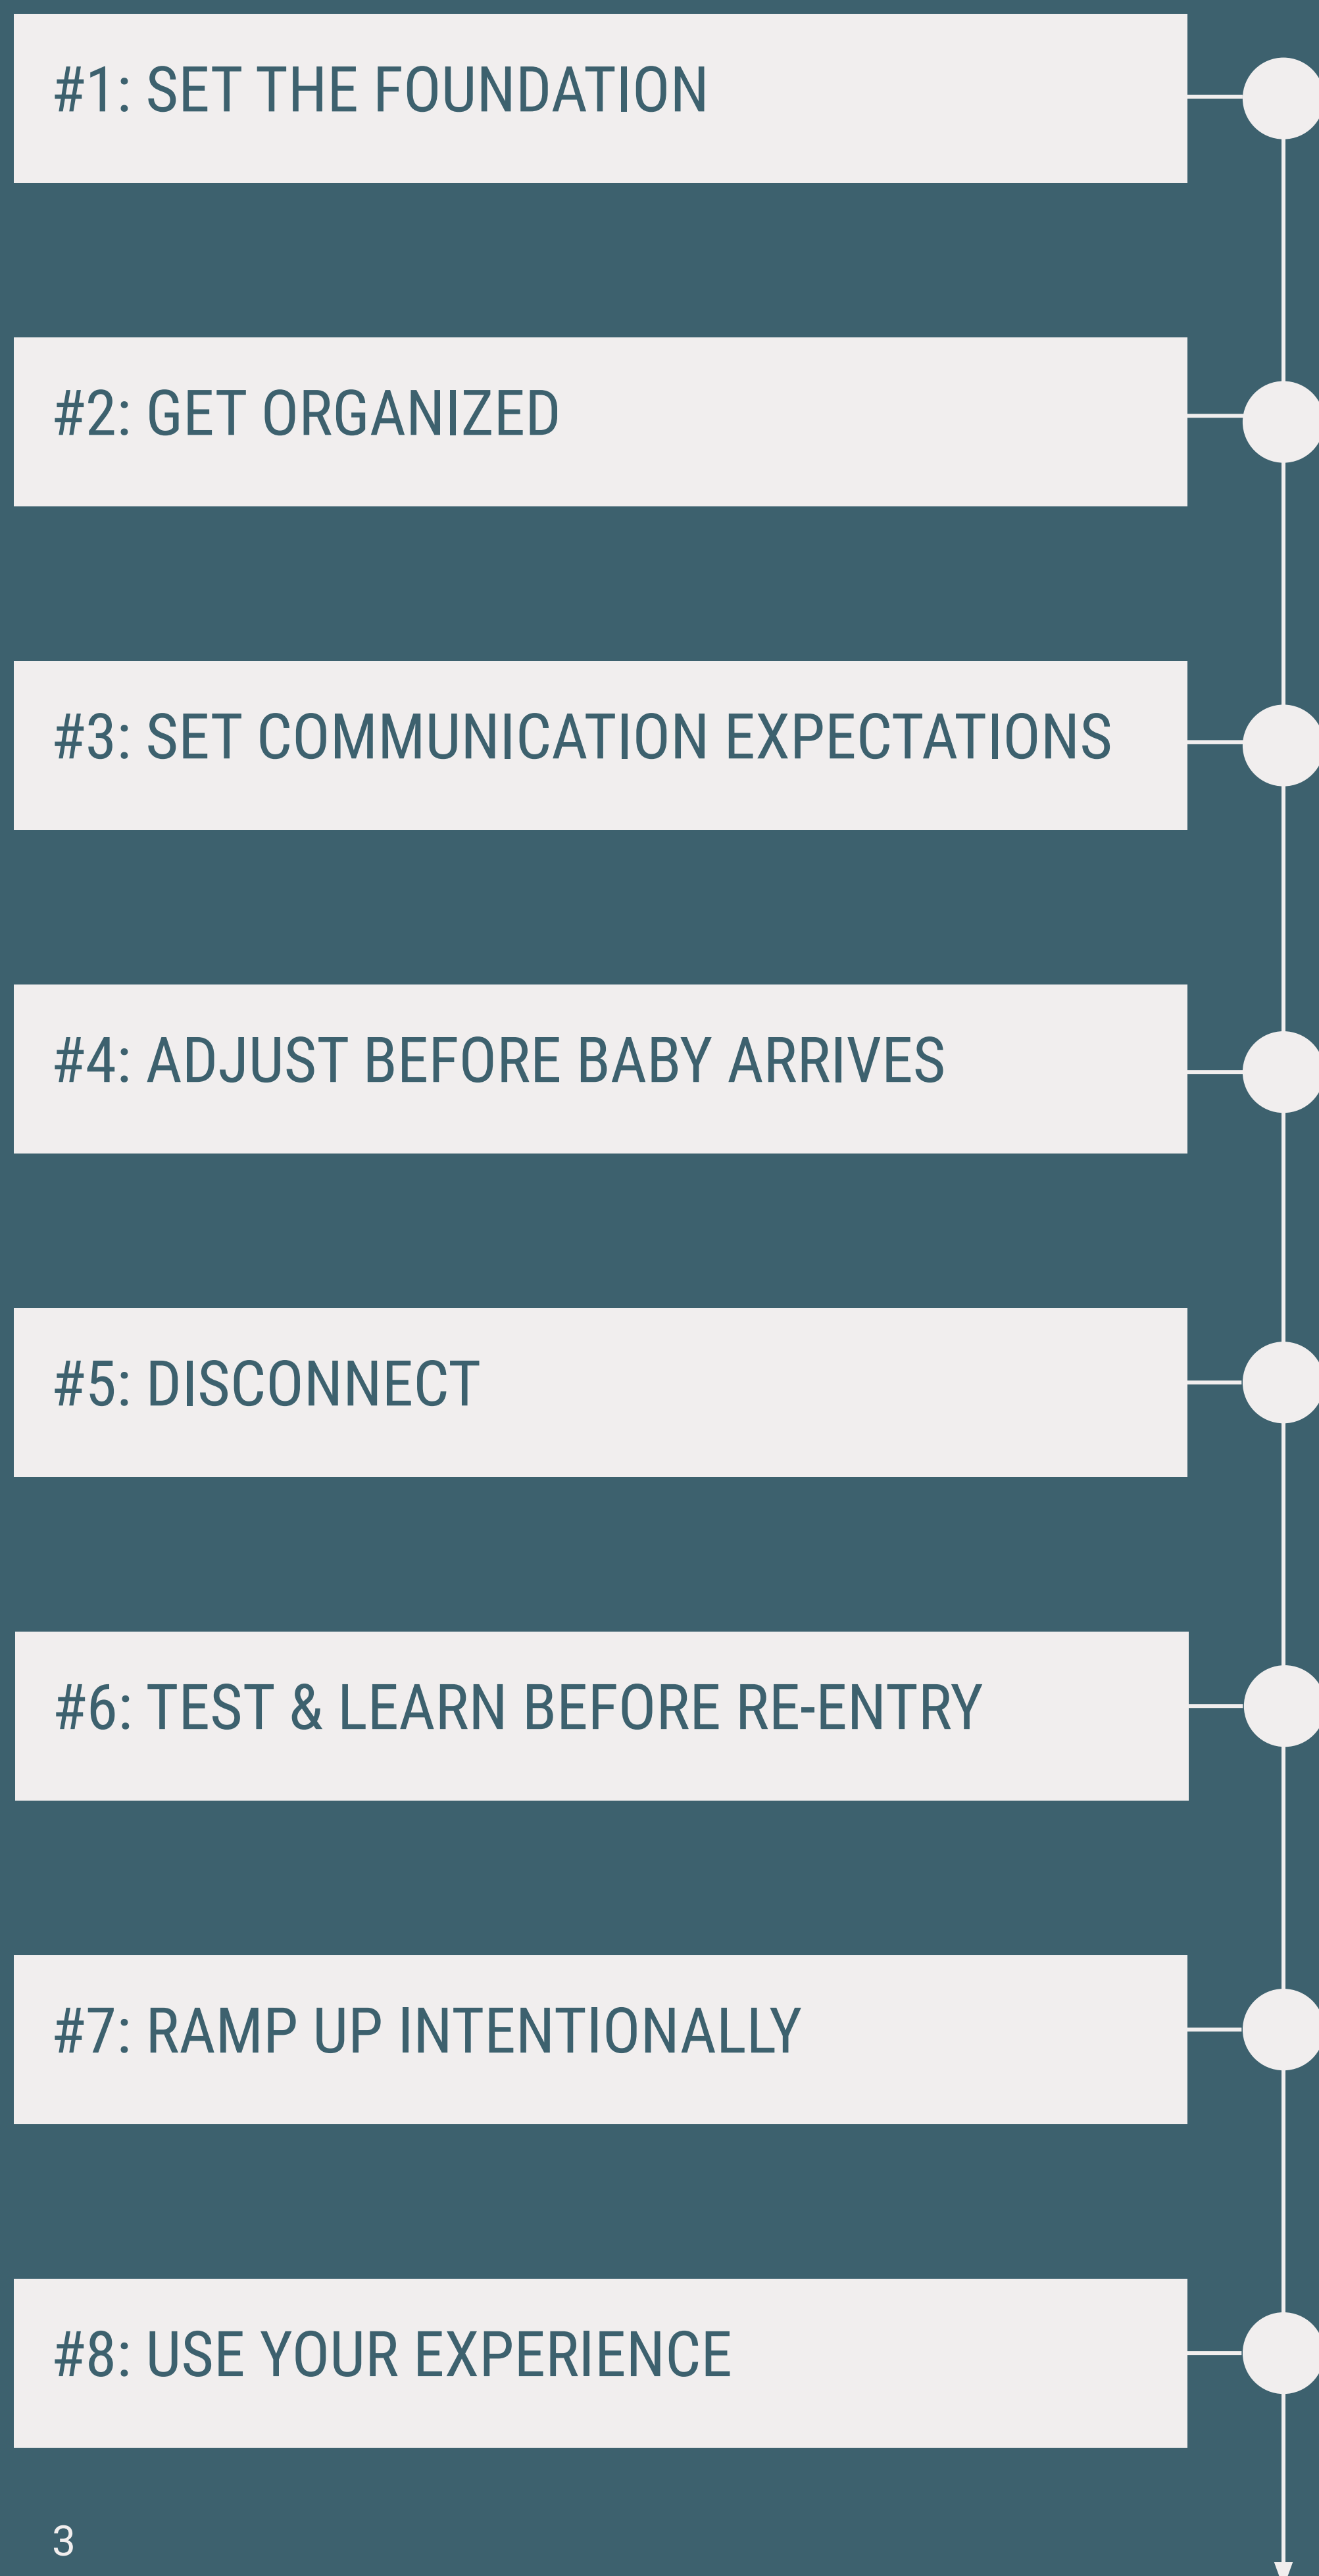 #1: SET THE FOUNDATION
#2: GET ORGANIZED
#3: SET COMMUNICATION EXPECTATIONS
#4: ADJUST BEFORE BABY ARRIVES
#5: DISCONNECT
#6: TEST & LEARN BEFORE RE-ENTRY
#7: RAMP UP INTENTIONALLY
#8: USE YOUR EXPERIENCE
3